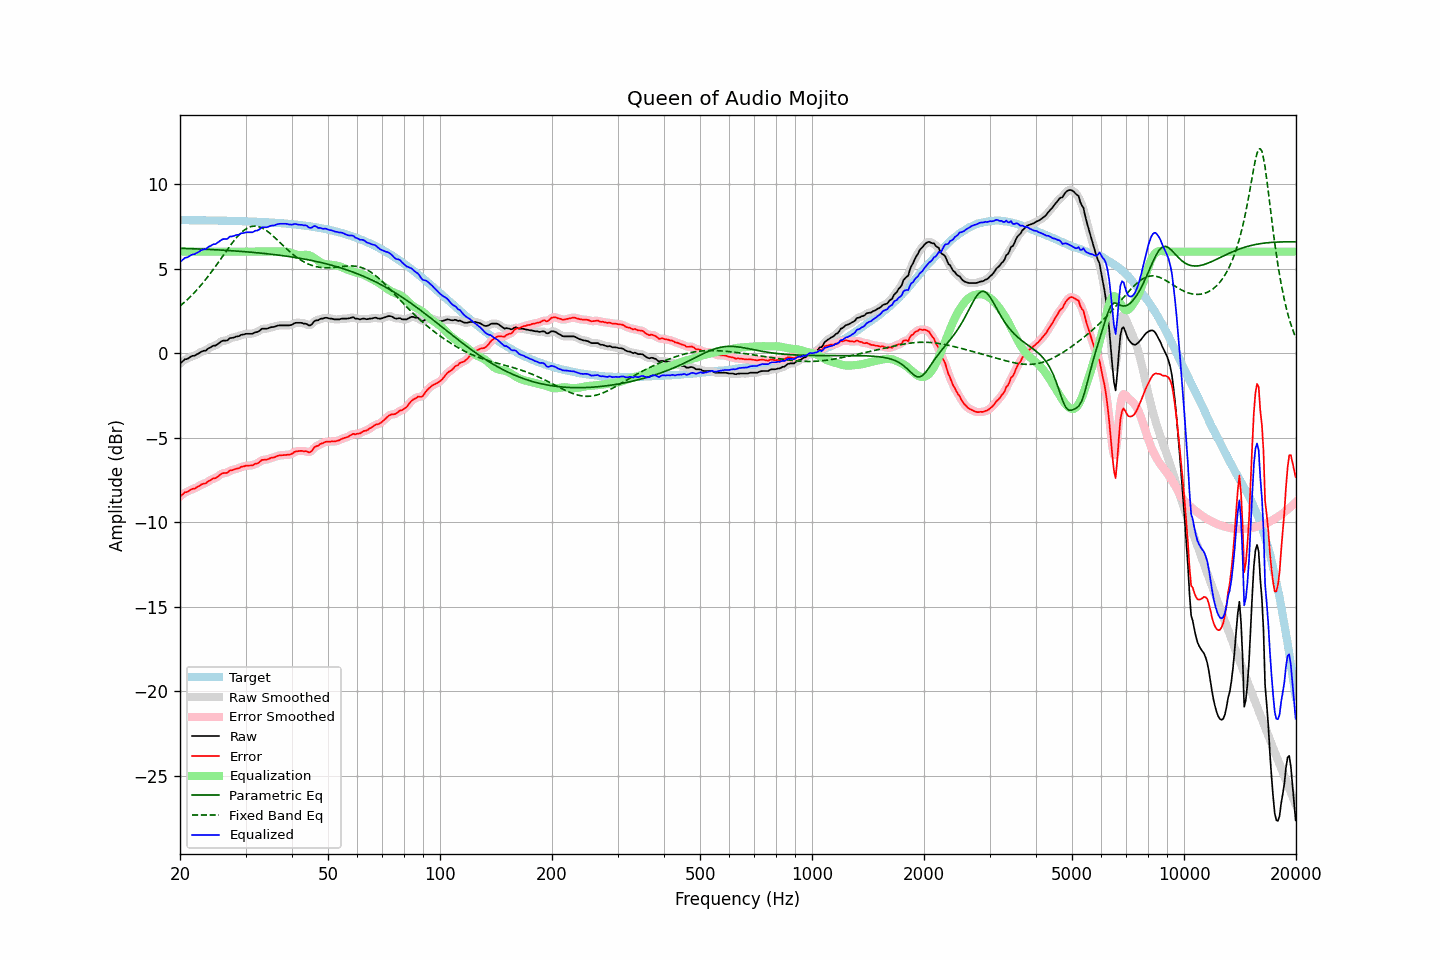 Queen of Audio Mojito
10
5
0
−5
−10
−15
−20
−25
Amplitude (dBr)
Target
Raw Smoothed
Error Smoothed
Raw
Error
Equalization
Parametric Eq
Fixed Band Eq
Equalized
20 50 100 200 500 1000 2000 5000 10000 20000
Frequency (Hz)